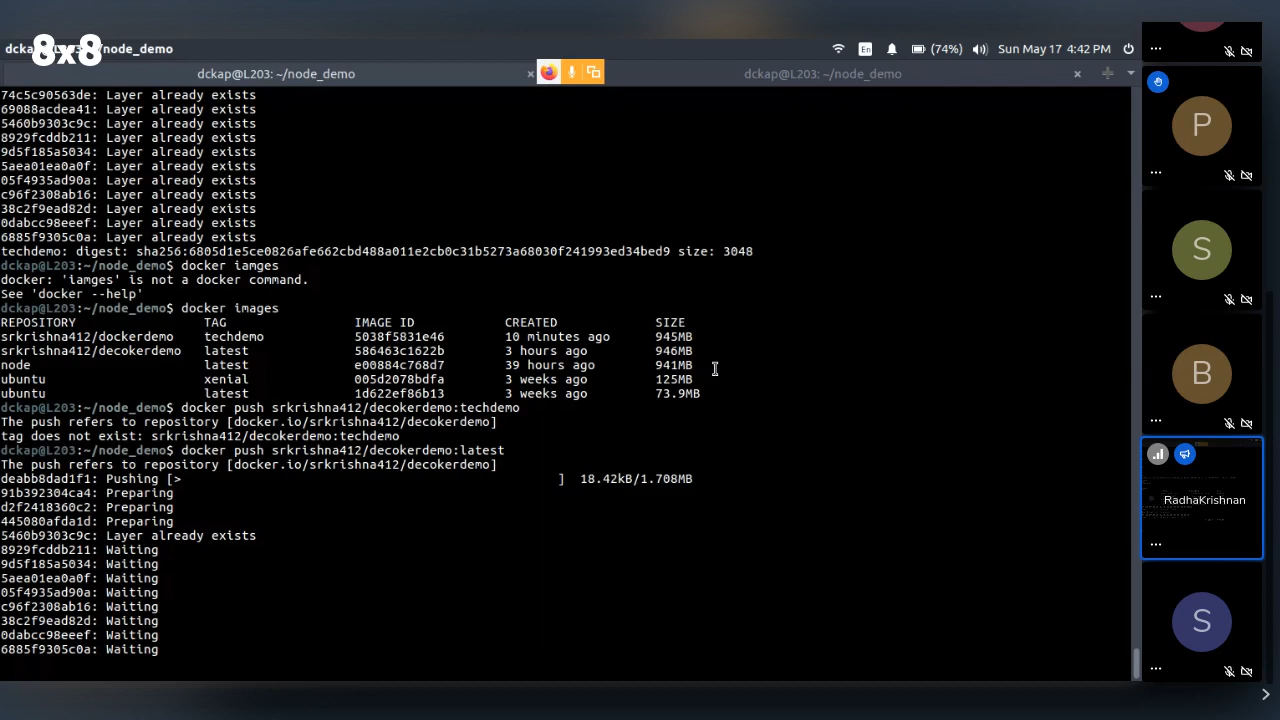 dcka
8x8
/node_demo
En
(74%)
Sun May 17 4:42 PM
dckap@L203: ~/node_demo
×
dckap@L203: ~/node_demo
×
74c5c90563de: Layer already exists
69088acdea41: Layer already exists
5460b9303c9c: Layer already exists
8929fcddb211: Layer already exists
9d5f185a5034: Layer already exists
5aea01ea0a0f: Layer already exists
05f4935ad90a: Layer already exists
c96f2308ab16: Layer already exists
38c2f9ead82d: Layer already exists
0dabcc98eeef: Layer already exists
6885f9305c0a: Layer already exists
techdemo: digest: sha256:6805d1e5ce0826afe662cbd488a011e2cb0c31b5273a68030f241993ed34bed9 size: 3048
dckap@L203:~/node_demo$ docker iamges
docker: 'iamges' is not a docker command.
See 'docker --help'
dckap@L203:~/node_demo$ docker images
REPOSITORY TAG IMAGE ID CREATED SIZE
srkrishna412/dockerdemo techdemo 5038f5831e46 10 minutes ago 945MB
srkrishna412/decokerdemo latest 586463c1622b 3 hours ago 946MB
node latest e00884c768d7 39 hours ago 941MB
ubuntu xenial 005d2078bdfa 3 weeks ago 125MB
ubuntu latest 1d622ef86b13 3 weeks ago 73.9MB
dckap@L203:~/node_demo$ docker push srkrishna412/decokerdemo:techdemo
The push refers to repository [docker.io/srkrishna412/decokerdemo]
tag does not exist: srkrishna412/decokerdemo:techdemo
dckap@L203:~/node_demo$ docker push srkrishna412/decokerdemo:latest
The push refers to repository [docker.io/srkrishna412/decokerdemo]
deabb8dad1f1: Pushing [> ] 18.42kB/1.708MB
91b392304ca4: Preparing
d2f2418360c2: Preparing
445080afda1d: Preparing
5460b9303c9c: Layer already exists
8929fcddb211: Waiting
9d5f185a5034: Waiting
5aea01ea0a0f: Waiting
05f4935ad90a: Waiting
c96f2308ab16: Waiting
38c2f9ead82d: Waiting
0dabcc98eeef: Waiting
6885f9305c0a: Waiting
P
S
B
RadhaKrishnan
S